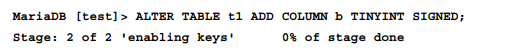 MariaDB [test]> ALTER TABLE t1 ADD COLUMN b TINYINT SIGNED;
Stage: 2 of 2 'enabling keys'      0% of stage done